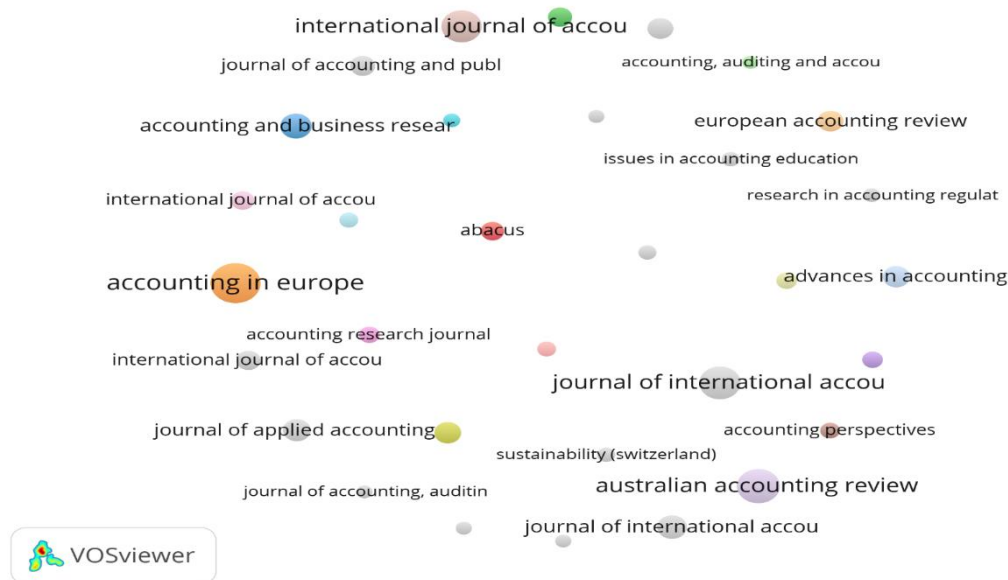 international journal of accou
journal of accounting and publ
accounting, auditing and accou
accounting and business resear
european accounting review
issues in accounting education
international journal of accou
research in accounting regulat
abacus
accounting in europe
advances in accounting
accounting research journal
international journal of accou
journal of international accou
journal of applied accounting
accounting perspectives
sustainability (switzerland)
journal of accounting, auditin
australian accounting review
journal of international accou
VOSviewer